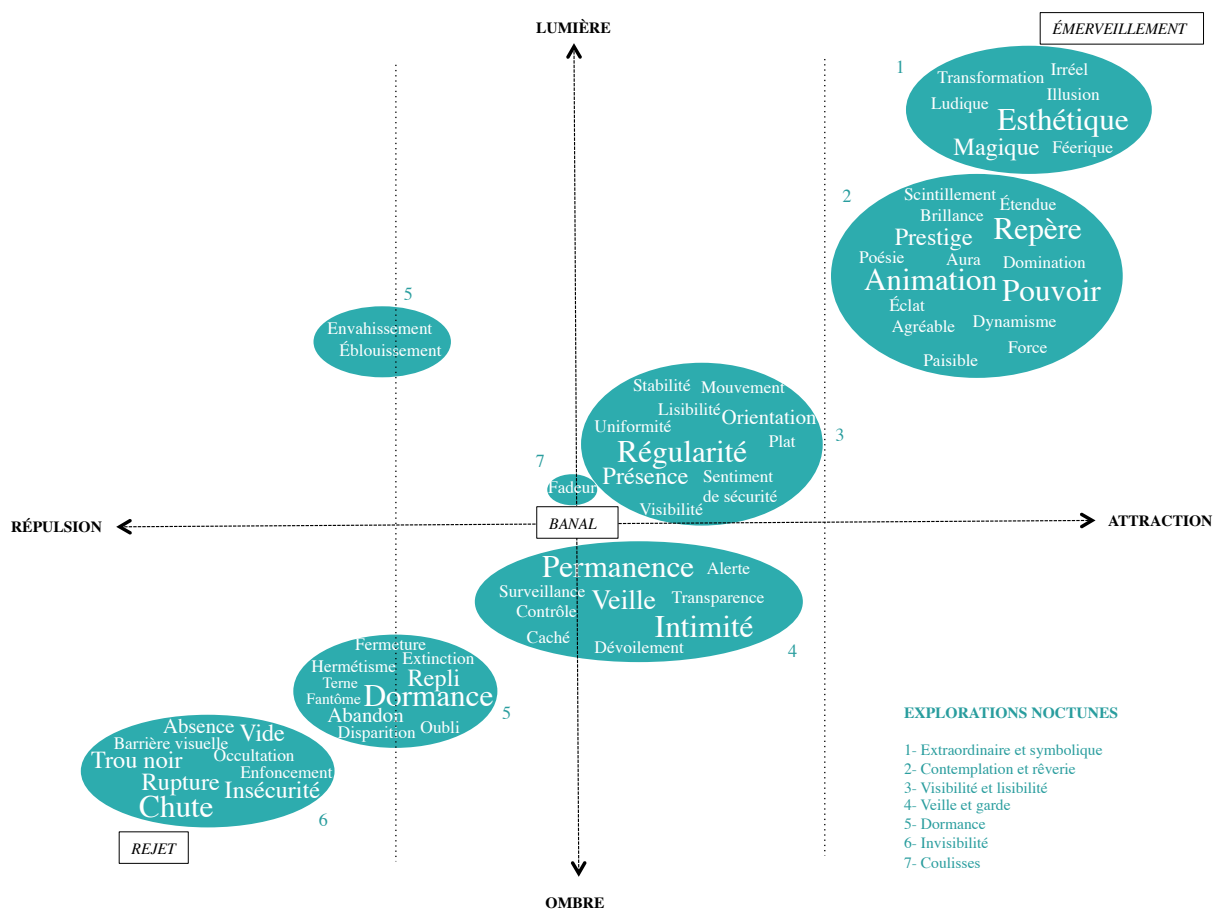 LUMIÈRE
ÉMERVEILLEMENT
1
Transformation
Irréel
Ludique
Illusion
Esthétique
Magique
Féerique
2
Scintillement
Étendue
Brillance
Repère
Prestige
Poésie
Aura
Domination
Animation
Pouvoir
Éclat
Agréable
Dynamisme
Force
Paisible
5
Envahissement
Éblouissement
Stabilité
Mouvement
Lisibilité
Orientation
Uniformité
Plat
3
Régularité
Présence
Sentiment
de sécurité
Visibilité
7
Fadeur
RÉPULSION
BANAL
ATTRACTION
Permanence
Alerte
Surveillance
Veille
Transparence
Contrôle
Intimité
Caché
Dévoilement
4
Fermeture
Hermétisme
Extinction
Terne
Repli
Fantôme
Dormance
Abandon
Oubli
Disparition
5
Absence
Vide
Barrière visuelle
Trou noir
Occultation
Enfoncement
Rupture
Insécurité
Chute
6
REJET
OMBRE
EXPLORATIONS NOCTUNES
1- Extraordinaire et symbolique
2- Contemplation et rêverie
3- Visibilité et lisibilité
4- Veille et garde
5- Dormance
6- Invisibilité
7- Coulisses